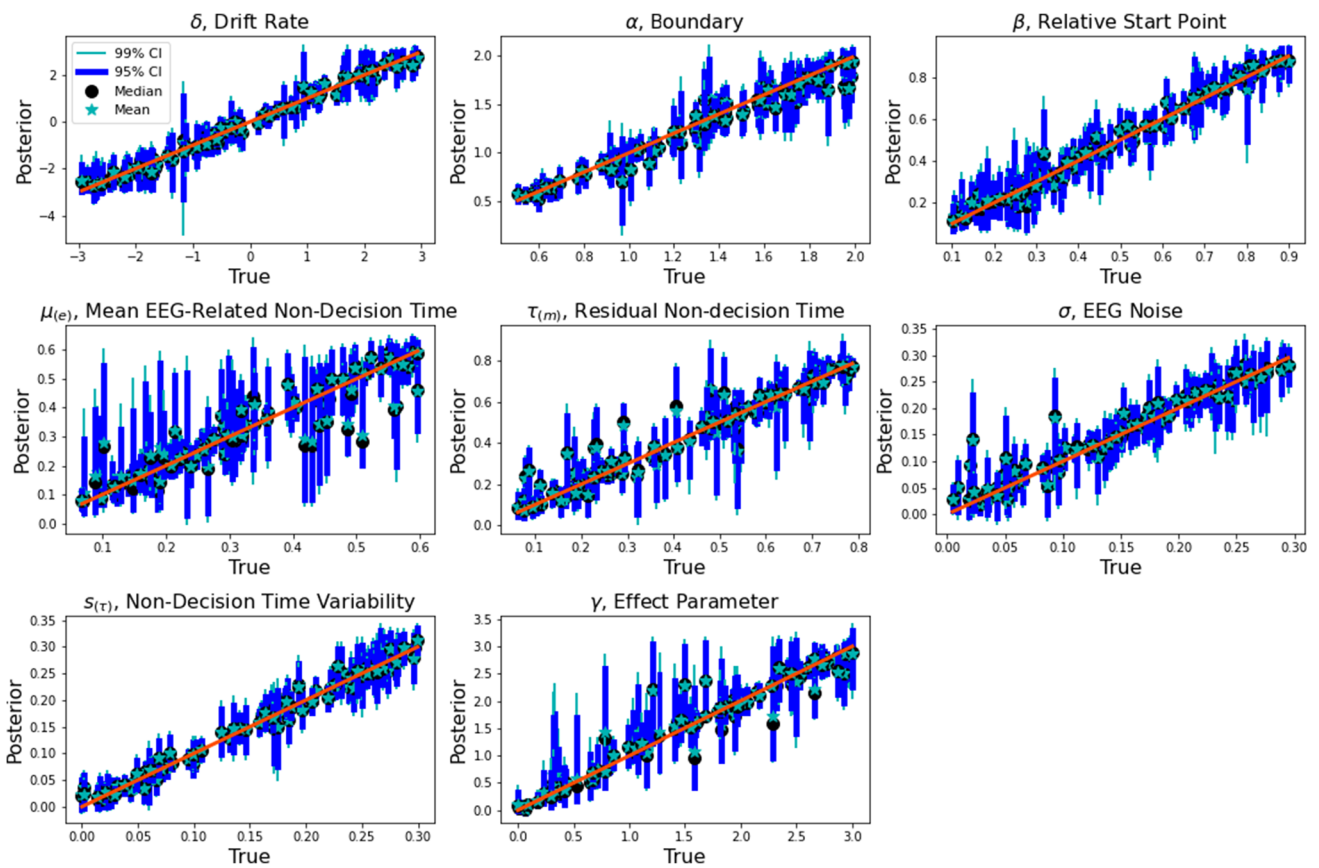 δ, Drift Rate
99% CI
95% CI
Median
Mean
2
0
−2
−4
Posterior
−3 −2 −1 0 1 2 3
True
α, Boundary
2.0
1.5
1.0
0.5
Posterior
0.6 0.8 1.0 1.2 1.4 1.6 1.8 2.0
True
β, Relative Start Point
0.8
0.6
0.4
0.2
Posterior
0.1 0.2 0.3 0.4 0.5 0.6 0.7 0.8 0.9
True
μ(e), Mean EEG-Related Non-Decision Time
0.6
0.5
0.4
0.3
0.2
0.1
0.0
Posterior
0.1 0.2 0.3 0.4 0.5 0.6
True
τ(m), Residual Non-decision Time
0.8
0.6
0.4
0.2
0.0
Posterior
0.1 0.2 0.3 0.4 0.5 0.6 0.7 0.8
True
σ, EEG Noise
0.35
0.30
0.25
0.20
0.15
0.10
0.05
0.00
Posterior
0.00 0.05 0.10 0.15 0.20 0.25 0.30
True
s(τ), Non-Decision Time Variability
0.35
0.30
0.25
0.20
0.15
0.10
0.05
0.00
Posterior
0.00 0.05 0.10 0.15 0.20 0.25 0.30
True
γ, Effect Parameter
3.5
3.0
2.5
2.0
1.5
1.0
0.5
0.0
Posterior
0.0 0.5 1.0 1.5 2.0 2.5 3.0
True